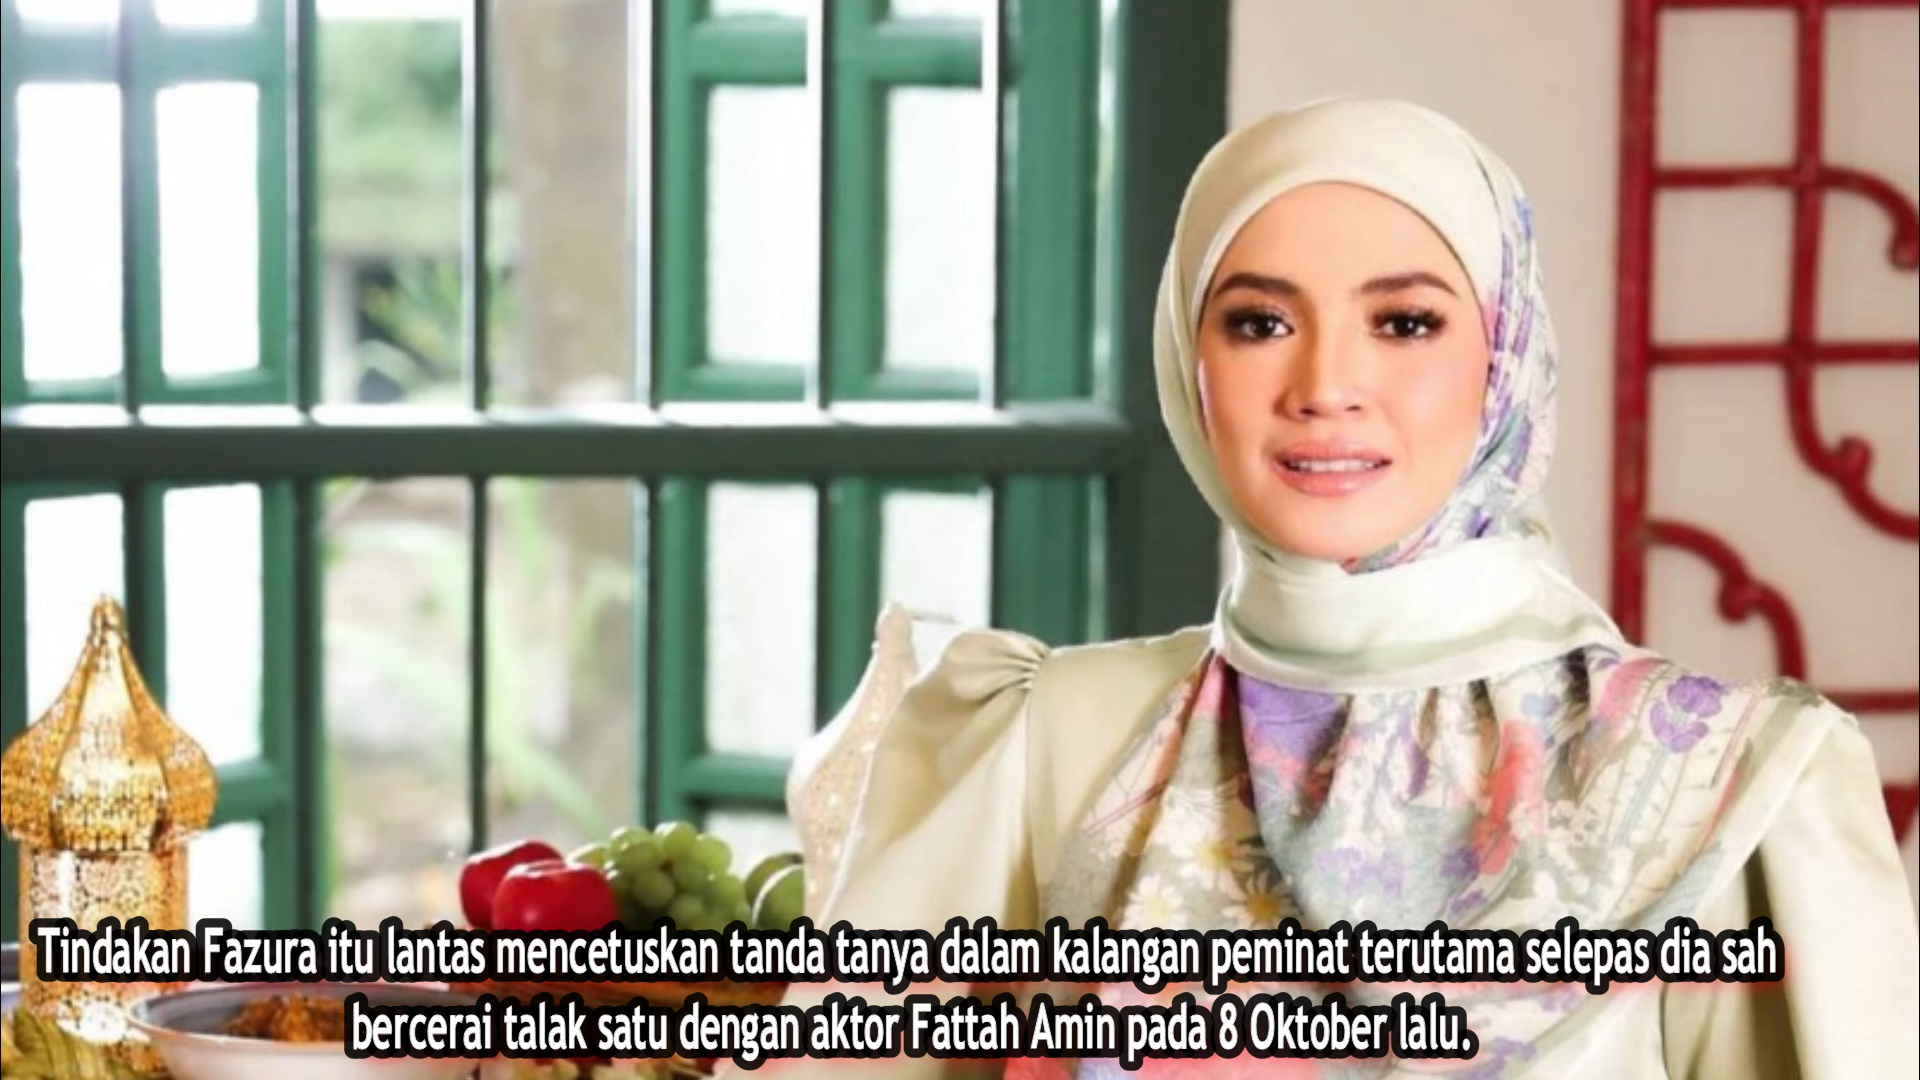 Tindakan Fazura itu lantas mencetuskan tanda tanya dalam kalangan peminat terutama selepas dia sah
bercerai talak satu dengan aktor Fattah Amin pada 8 Oktober lalu.